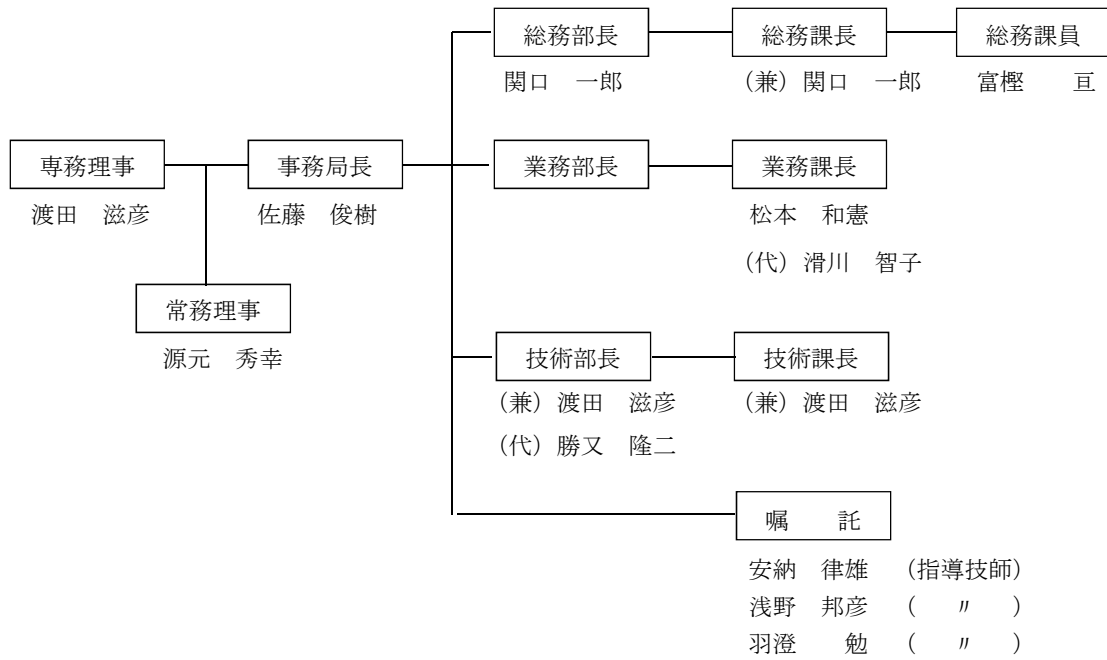 総務部長 総務課長 総務課員
関口 一郎 (兼) 関口 一郎 富樫 亘
専務理事 事務局長 業務部長 業務課長
渡田 滋彦 佐藤 俊樹 松本 和憲
(代) 滑川 智子
常務理事
源元 秀幸
技術部長 技術課長
(兼) 渡田 滋彦 (兼) 渡田 滋彦
(代) 勝又 隆二
嘱 託
安納 律雄 (指導技師)
浅野 邦彦 ( 〃 )
羽澄 勉 ( 〃 )